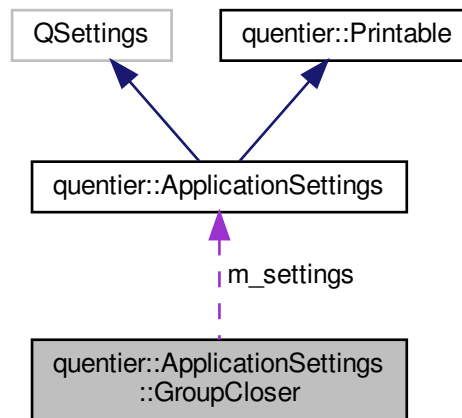 QSettings
quentier::Printable
quentier::ApplicationSettings
m_settings
quentier::ApplicationSettings
::GroupCloser